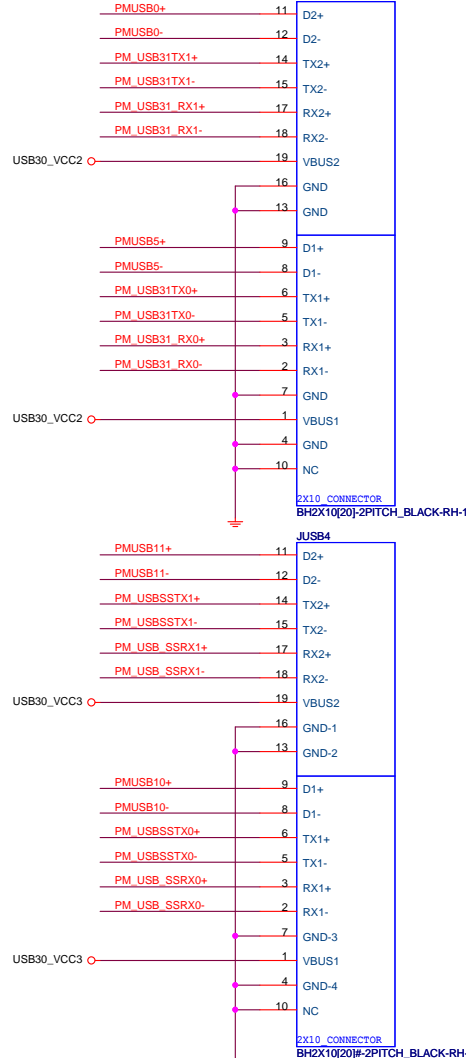 PMUSB0+ 11 D2+
PMUSB0- 12 D2-
PM_USB31TX1+ 14 TX2+
PM_USB31TX1- 15 TX2-
PM_USB31_RX1+ 17 RX2+
PM_USB31_RX1- 18 RX2-
USB30_VCC2 19 VBUS2
16 GND
13 GND
PMUSB5+ 9 D1+
PMUSB5- 8 D1-
PM_USB31TX0+ 6 TX1+
PM_USB31TX0- 5 TX1-
PM_USB31_RX0+ 3 RX1+
PM_USB31_RX0- 2 RX1-
7 GND
USB30_VCC2 1 VBUS1
4 GND
10 NC
2X10_CONNECTOR
BH2X10[20]-2PITCH_BLACK-RH-1
JUSB4
PMUSB11+ 11 D2+
PMUSB11- 12 D2-
PM_USBSSTX1+ 14 TX2+
PM_USBSSTX1- 15 TX2-
PM_USB_SSRX1+ 17 RX2+
PM_USB_SSRX1- 18 RX2-
USB30_VCC3 19 VBUS2
16 GND-1
13 GND-2
PMUSB10+ 9 D1+
PMUSB10- 8 D1-
PM_USBSSTX0+ 6 TX1+
PM_USBSSTX0- 5 TX1-
PM_USB_SSRX0+ 3 RX1+
PM_USB_SSRX0- 2 RX1-
7 GND-3
USB30_VCC3 1 VBUS1
4 GND-4
10 NC
2X10_CONNECTOR
BH2X10[20]#-2PITCH_BLACK-RH-